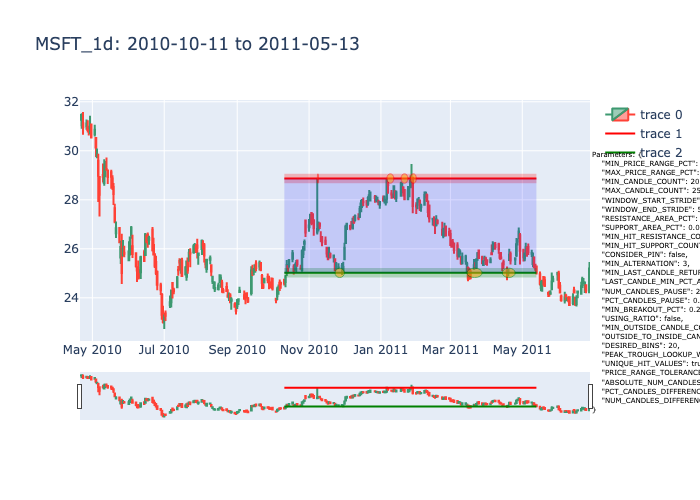 MSFT_1d: 2010-10-11 to 2011-05-13
32
30
28
26
24
May 2010
Jul 2010
Sep 2010
Nov 2010
Jan 2011
Mar 2011
May 2011
trace 0
trace 1
trace 2
Parameters: {
"MIN_PRICE_RANGE_PCT":
"MAX_PRICE_RANGE_PCT":
"MIN_CANDLE_COUNT": 20
"MAX_CANDLE_COUNT": 25
"WINDOW_START_STRIDE"
"WINDOW_END_STRIDE": 5
"RESISTANCE_AREA_PCT":
"SUPPORT_AREA_PCT": 0.0
"MIN_HIT_RESISTANCE_CO
"MIN_HIT_SUPPORT_COUN
"CONSIDER_PIN": false,
"MIN_ALTERNATION": 3,
"MIN_LAST_CANDLE_RETUR
"LAST_CANDLE_MIN_PCT_A
"NUM_CANDLES_PAUSE": 2
"PCT_CANDLES_PAUSE": 0.
"MIN_BREAKOUT_PCT": 0.2
"USING_RATIO": false,
"MIN_OUTSIDE_CANDLE_CO
"OUTSIDE_TO_INSIDE_CAN
"DESIRED_BINS": 20,
"PEAK_TROUGH_LOOKUP_W
"UNIQUE_HIT_VALUES": tru
"PRICE_RANGE_TOLERANC
"ABSOLUTE_NUM_CANDLES
"PCT_CANDLES_DIFFERENC
"NUM_CANDLES_DIFFEREN
}